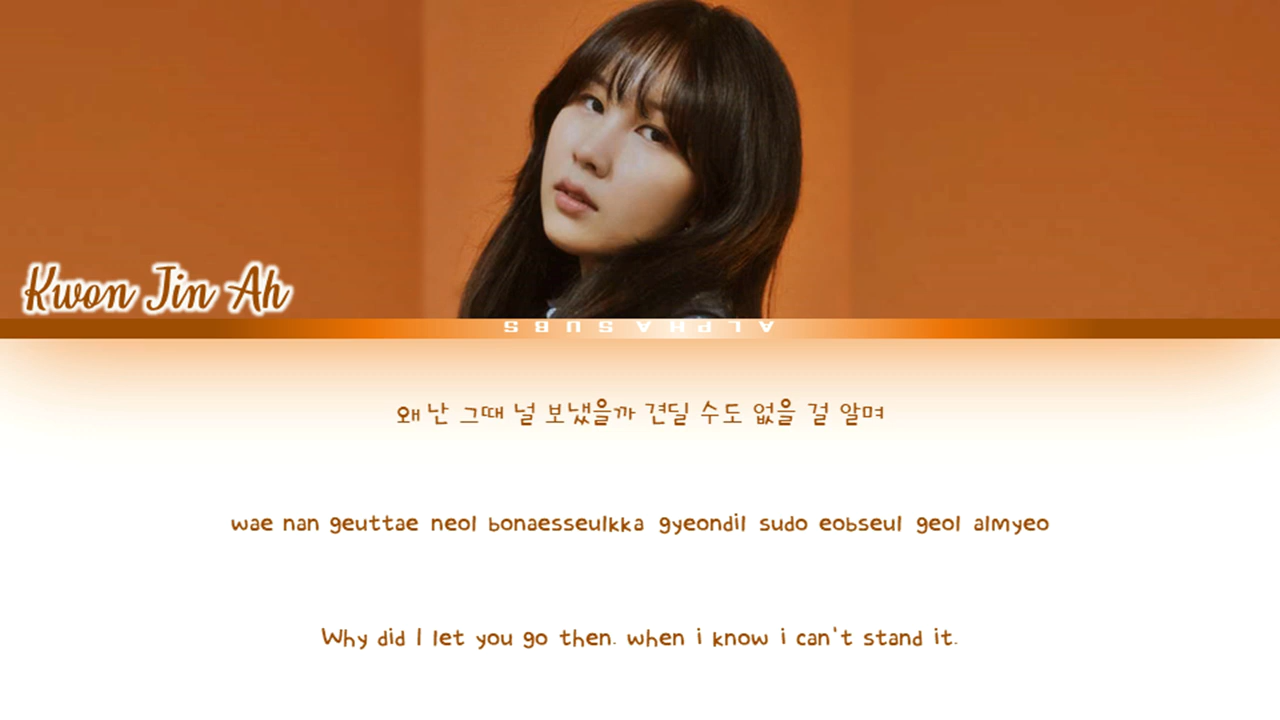 Kwon Jin Ah
ALPHASUBS
왜 난 그때 널 보냈을까 견딜 수도 없을 걸 알며
wae nan geuttae neol bonaesseulkka gyeondil sudo eobseul geol almyeo
Why did I let you go then. when i know i can't stand it.